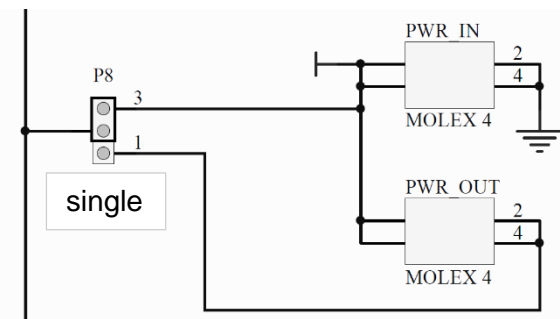 PWR_IN
2
4
MOLEX 4
P8
3
1
single
PWR_OUT
2
4
MOLEX 4